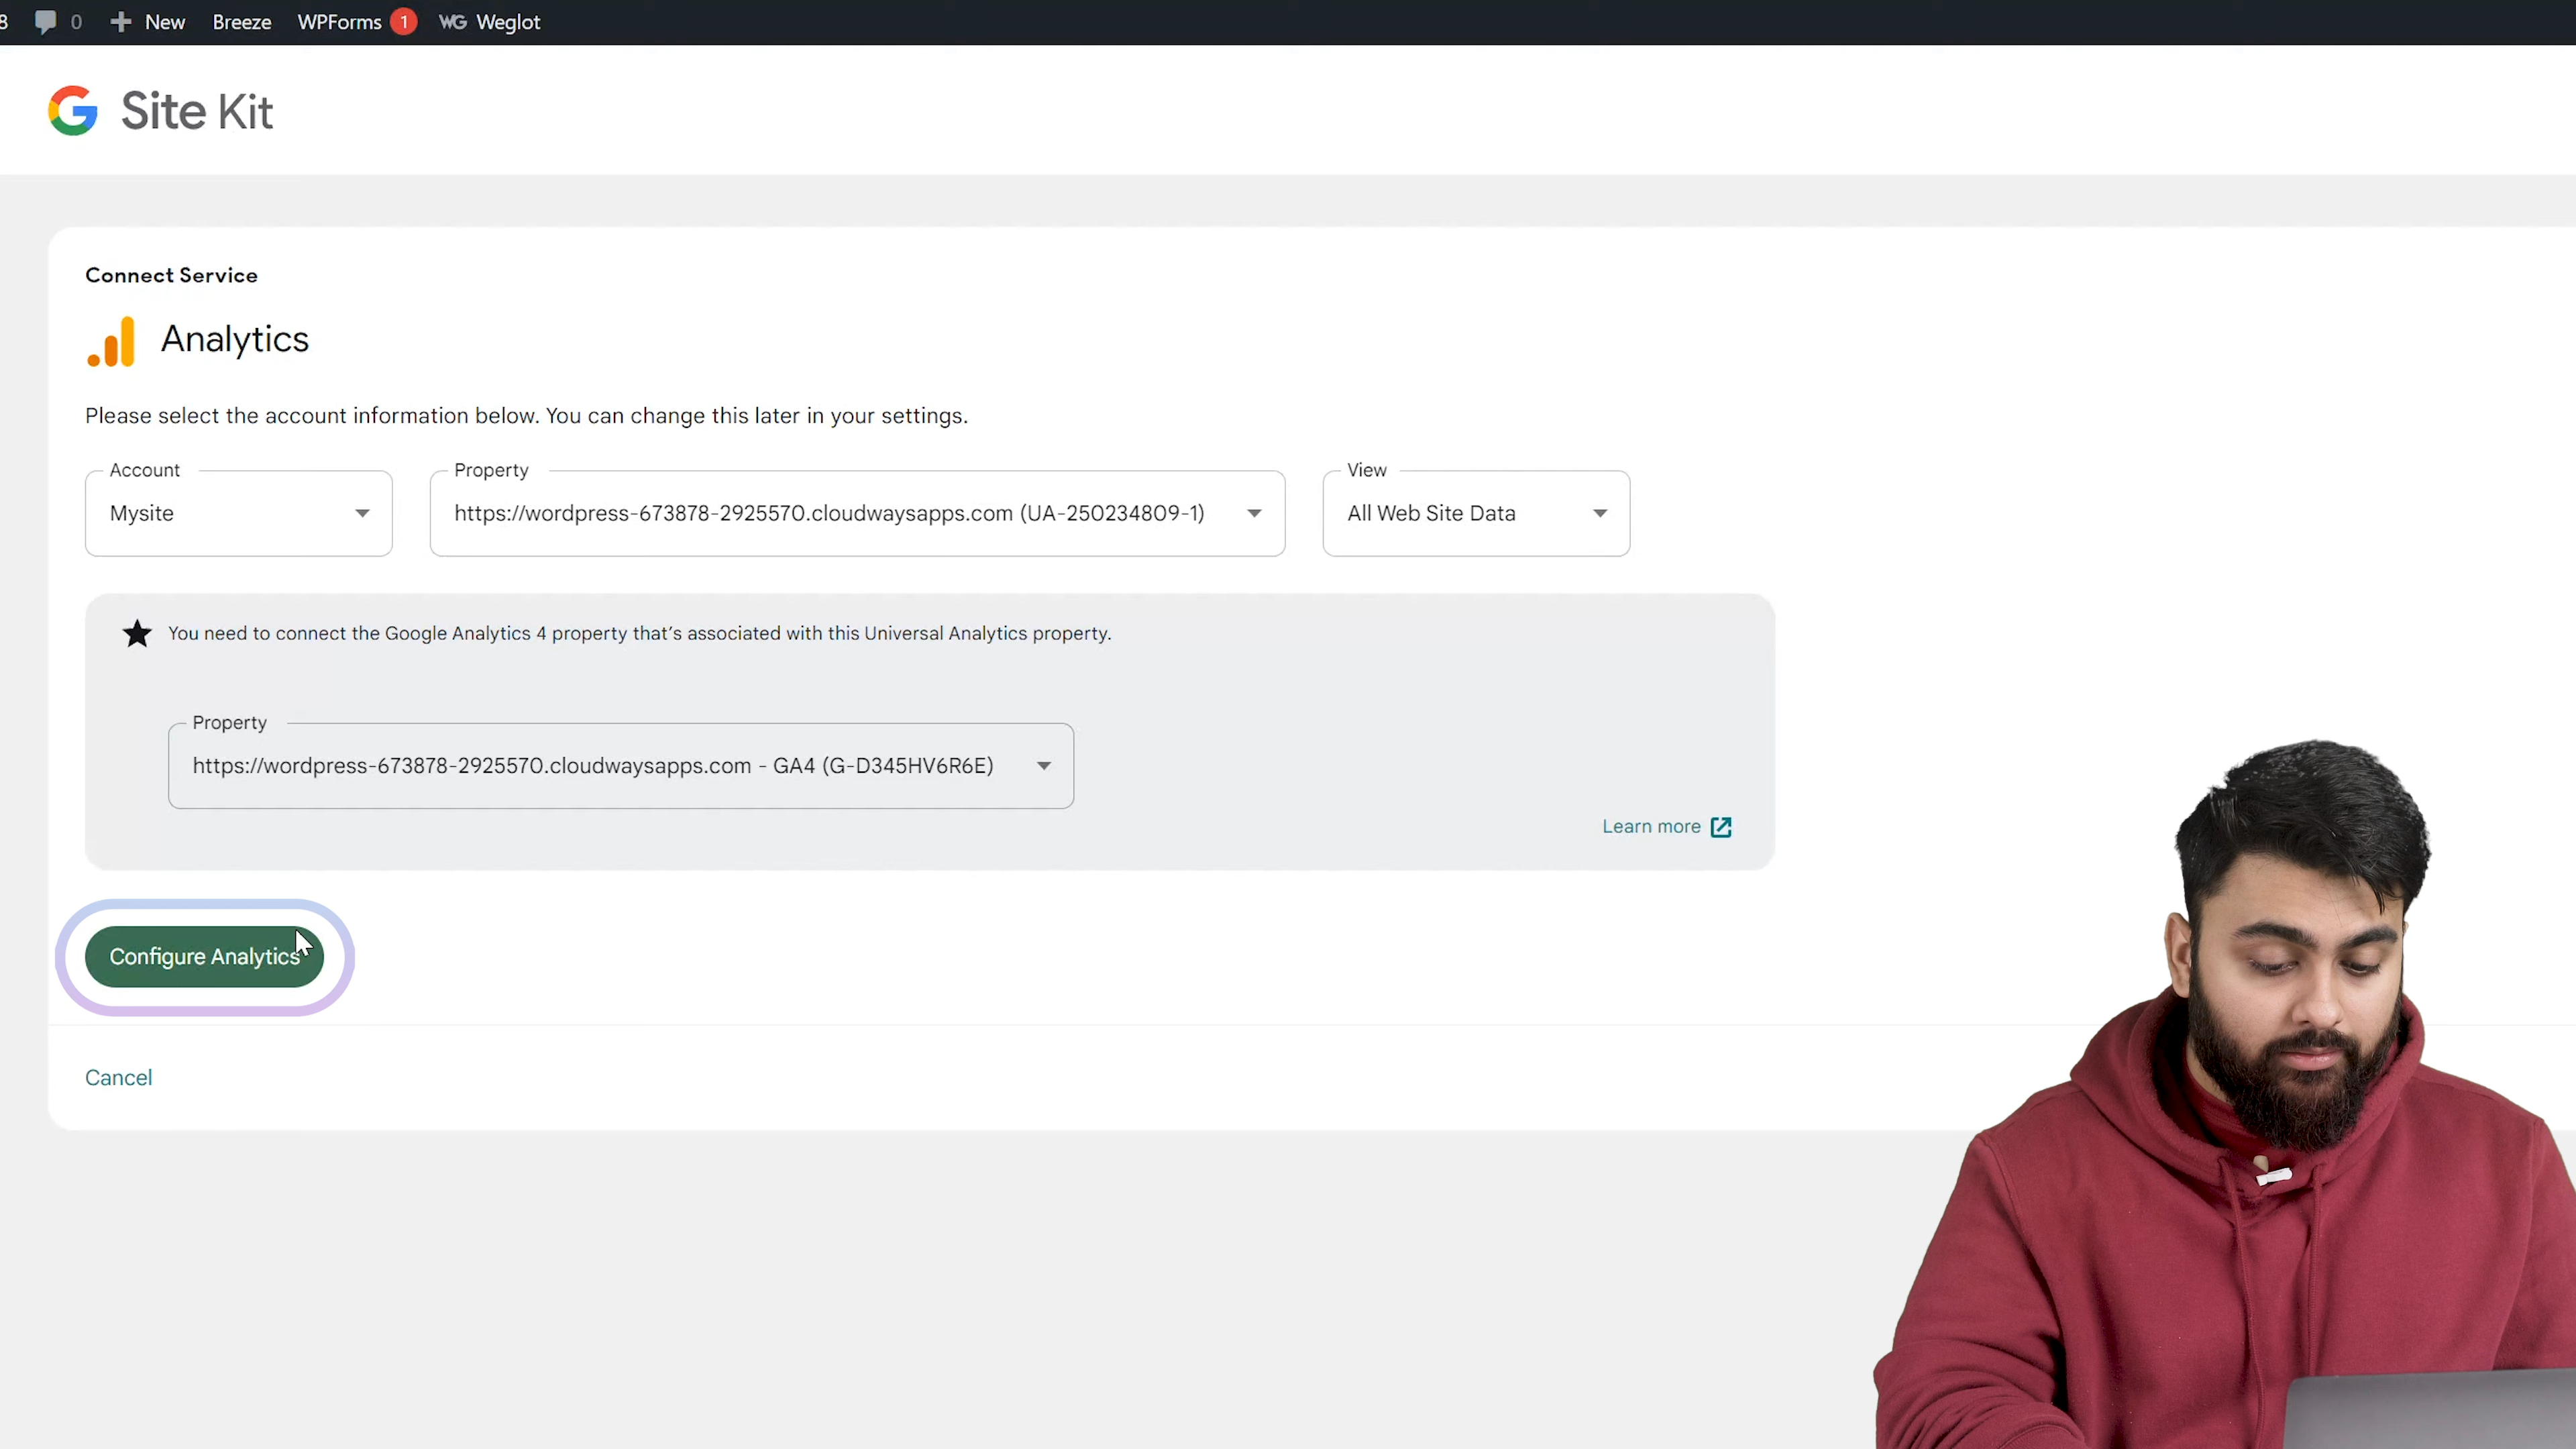 8 0 New Breeze WPForms 1 WG Weglot
Site Kit
Connect Service
Analytics
Please select the account information below. You can change this later in your settings.
Account Property View
Mysite https://wordpress-673878-2925570.cloudwaysapps.com (UA-250234809-1) All Web Site Data
You need to connect the Google Analytics 4 property that's associated with this Universal Analytics property.
Property
https://wordpress-673878-2925570.cloudwaysapps.com - GA4 (G-D345HV6R6E)
Learn more
Configure Analytics
Cancel